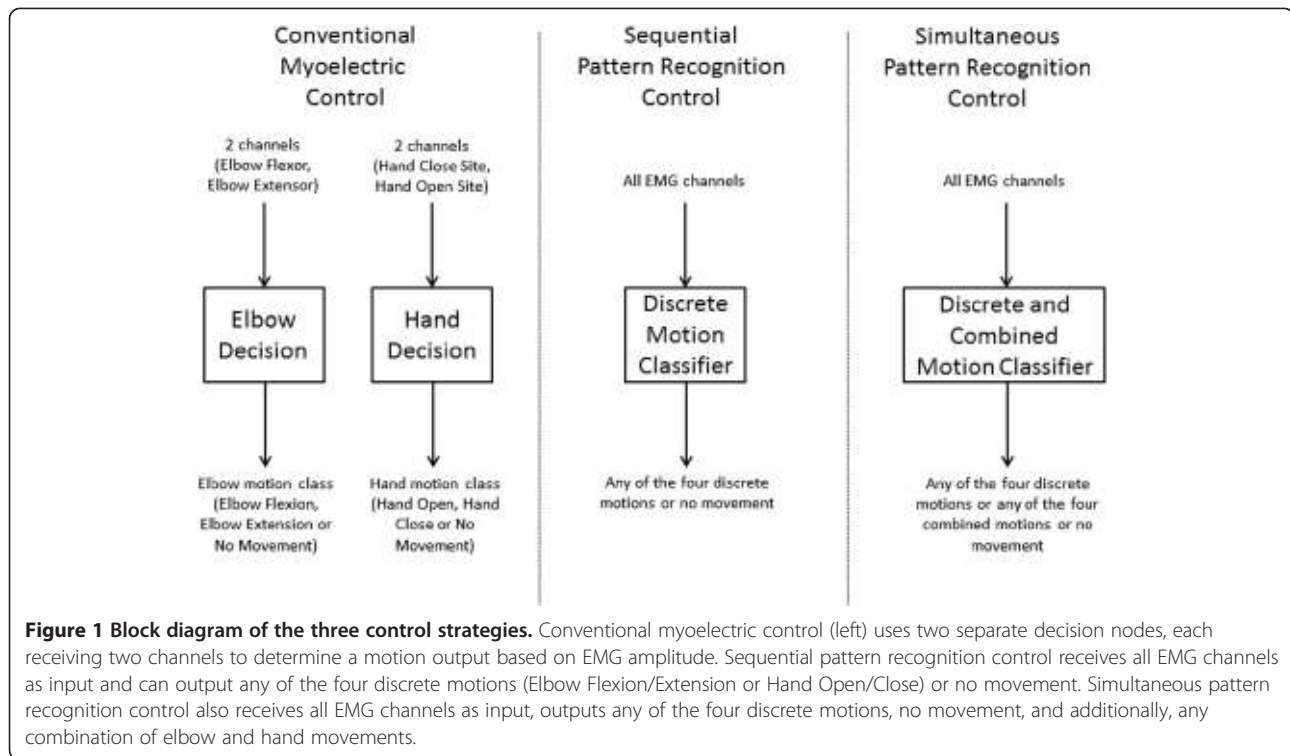 Conventional
Myoelectric
Control
2 channels
(Elbow Flexor,
Elbow Extensor)
2 channels
(Hand Close Site,
Hand Open Site)
Elbow
Decision
Hand
Decision
Elbow motion class
(Elbow Flexion,
Elbow Extension or
No Movement)
Hand motion class
(Hand Open, Hand
Close or No
Movement)
Sequential
Pattern Recognition
Control
All EMG channels
Discrete
Motion
Classifier
Any of the four discrete
motions or no movement
Simultaneous
Pattern Recognition
Control
All EMG channels
Discrete and
Combined
Motion Classifier
Any of the four discrete
motions or any of the four
combined motions or no
movement
Figure 1 Block diagram of the three control strategies. Conventional myoelectric control (left) uses two separate decision nodes, each
receiving two channels to determine a motion output based on EMG amplitude. Sequential pattern recognition control receives all EMG channels
as input and can output any of the four discrete motions (Elbow Flexion/Extension or Hand Open/Close) or no movement. Simultaneous pattern
recognition control also receives all EMG channels as input, outputs any of the four discrete motions, no movement, and additionally, any
combination of elbow and hand movements.